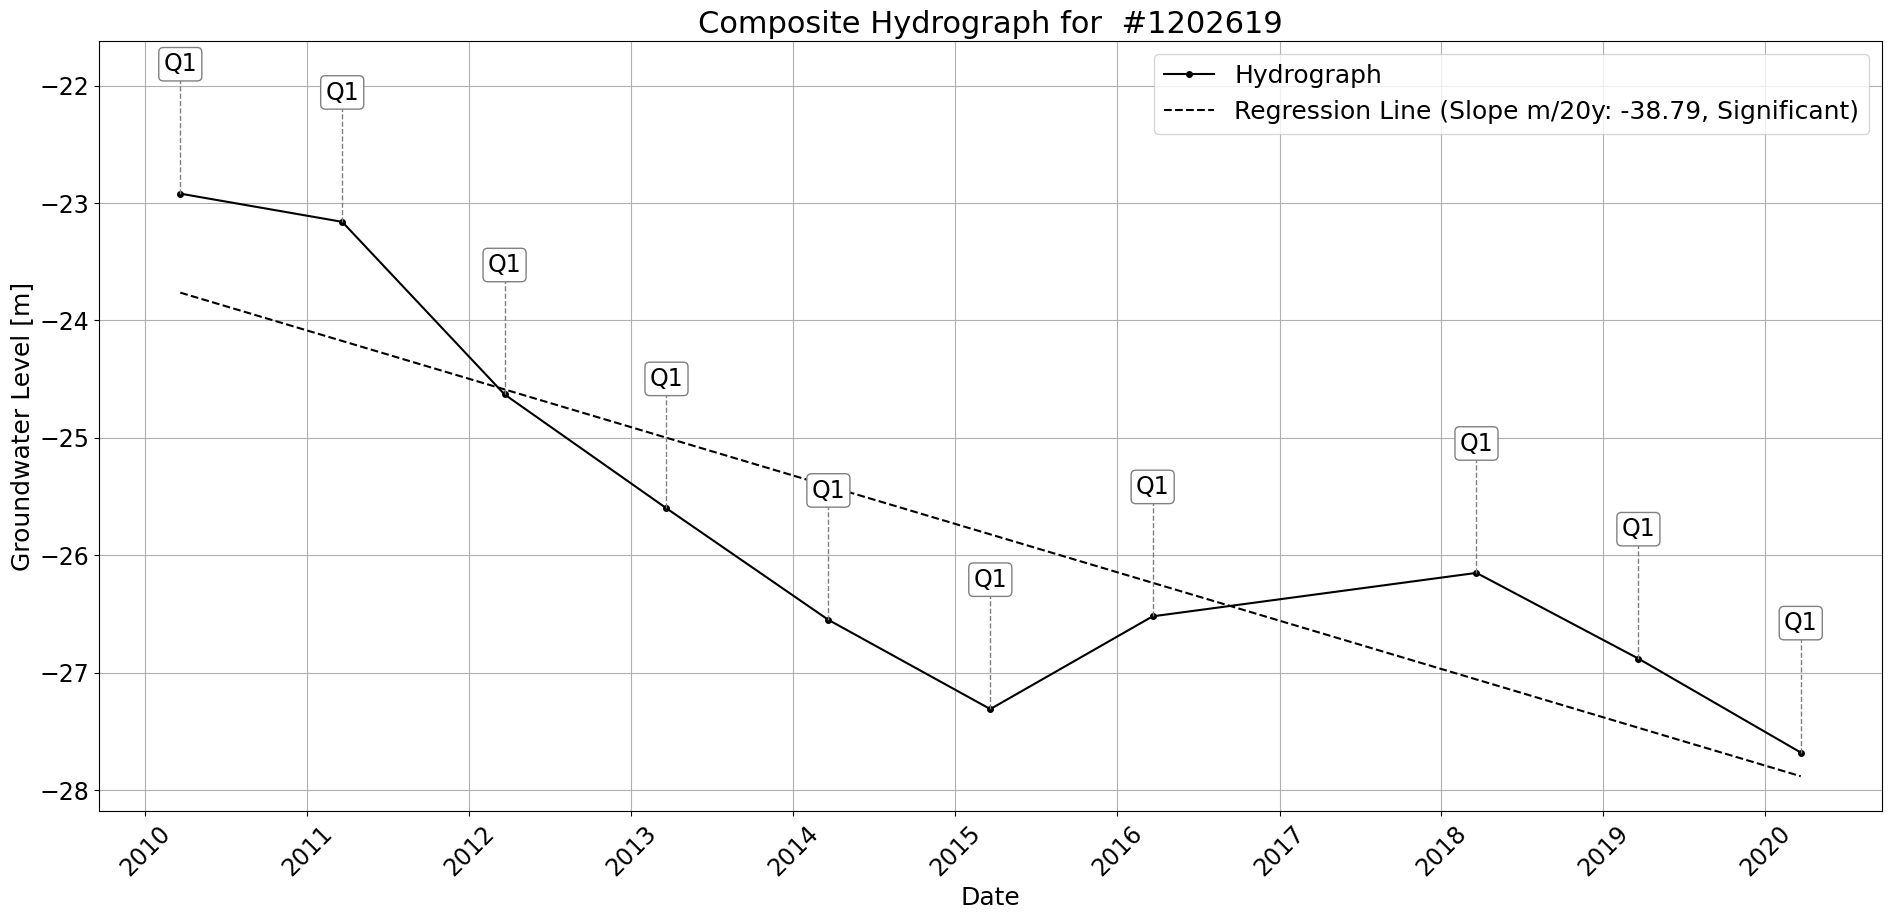 Composite Hydrograph for  #1202619
Hydrograph
Regression Line (Slope m/20y: -38.79, Significant)
Groundwater Level [m]
−22
−23
−24
−25
−26
−27
−28
Q1
Q1
Q1
Q1
Q1
Q1
Q1
Q1
Q1
Q1
2010
2011
2012
2013
2014
2015
2016
2017
2018
2019
2020
Date